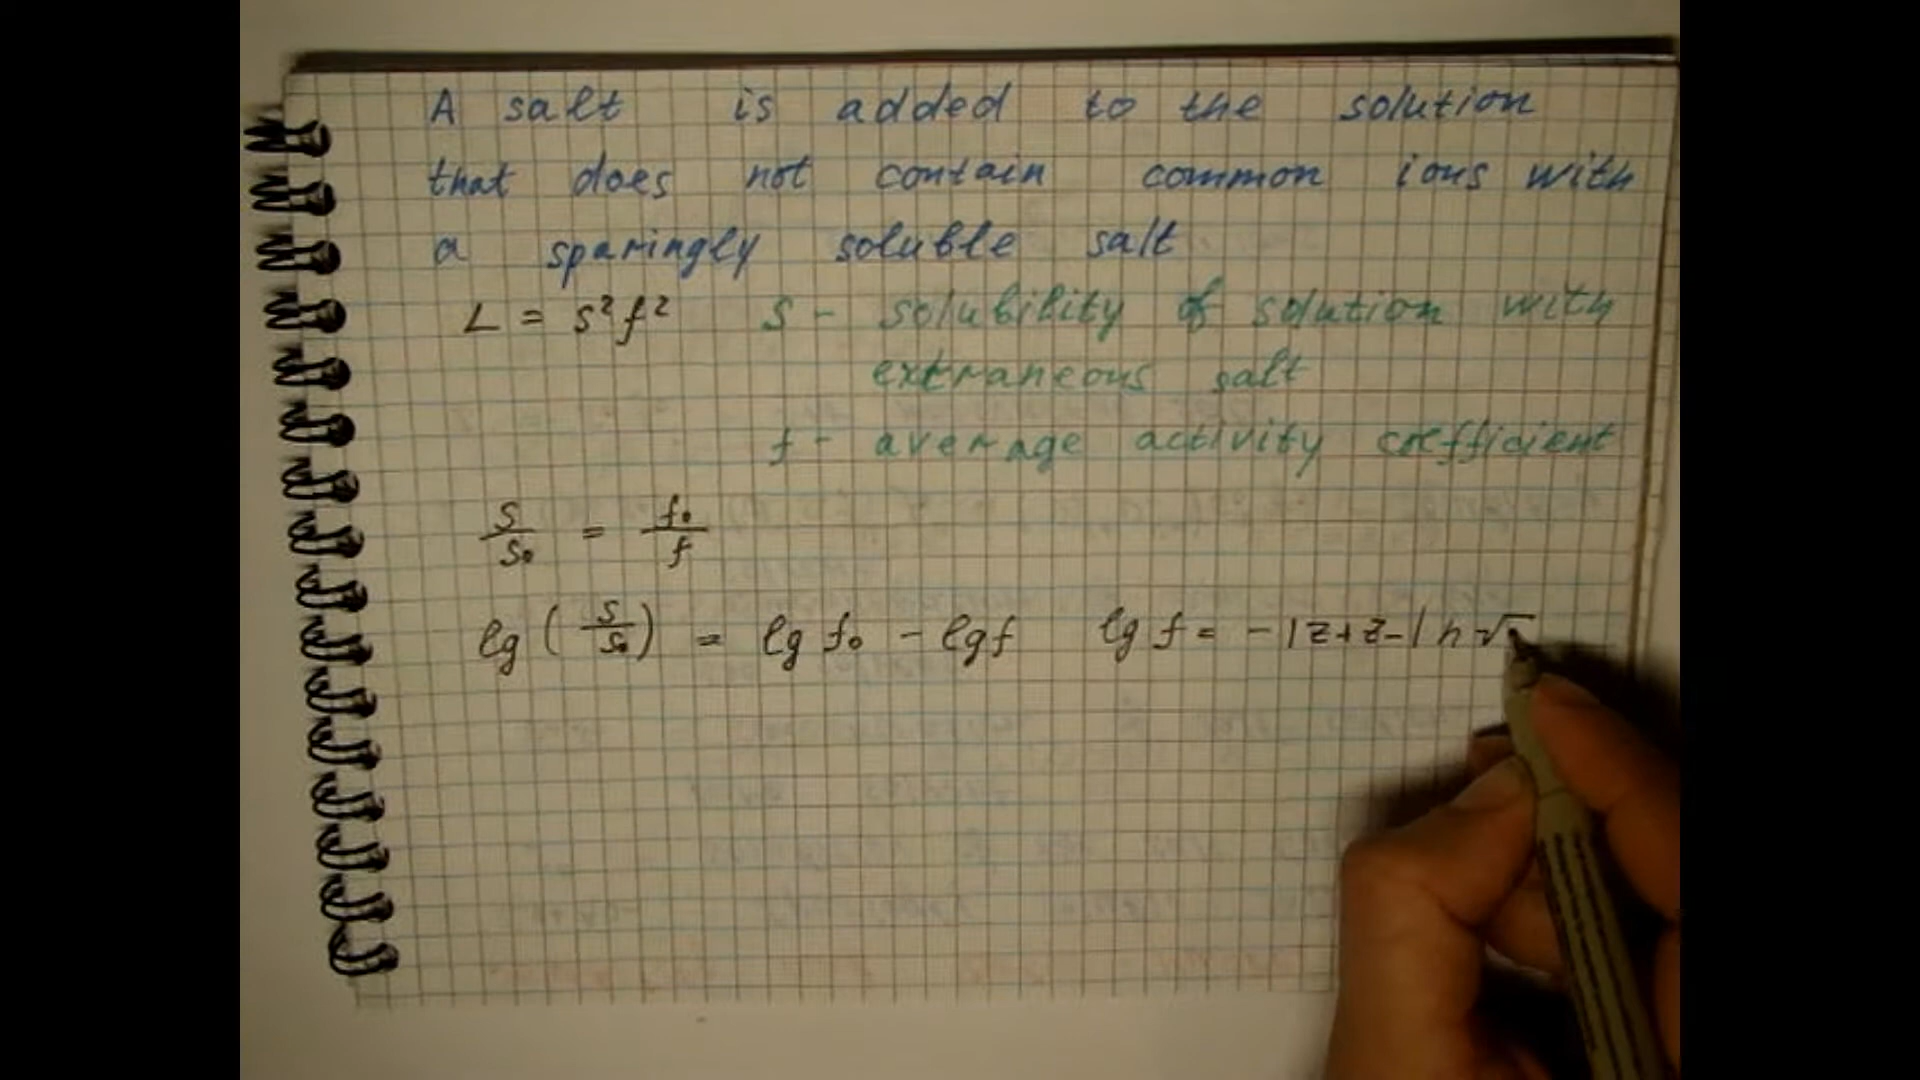 A salt is added to the solution
that does not contain common ions with
a sparingly soluble salt
L = s²f² S - solubility of solution with
extraneous salt
f - average activity coefficient
s/s₀ = f₀/f
lg (s/s₀) = lg f₀ - lg f lg f = - |z+z-| h √